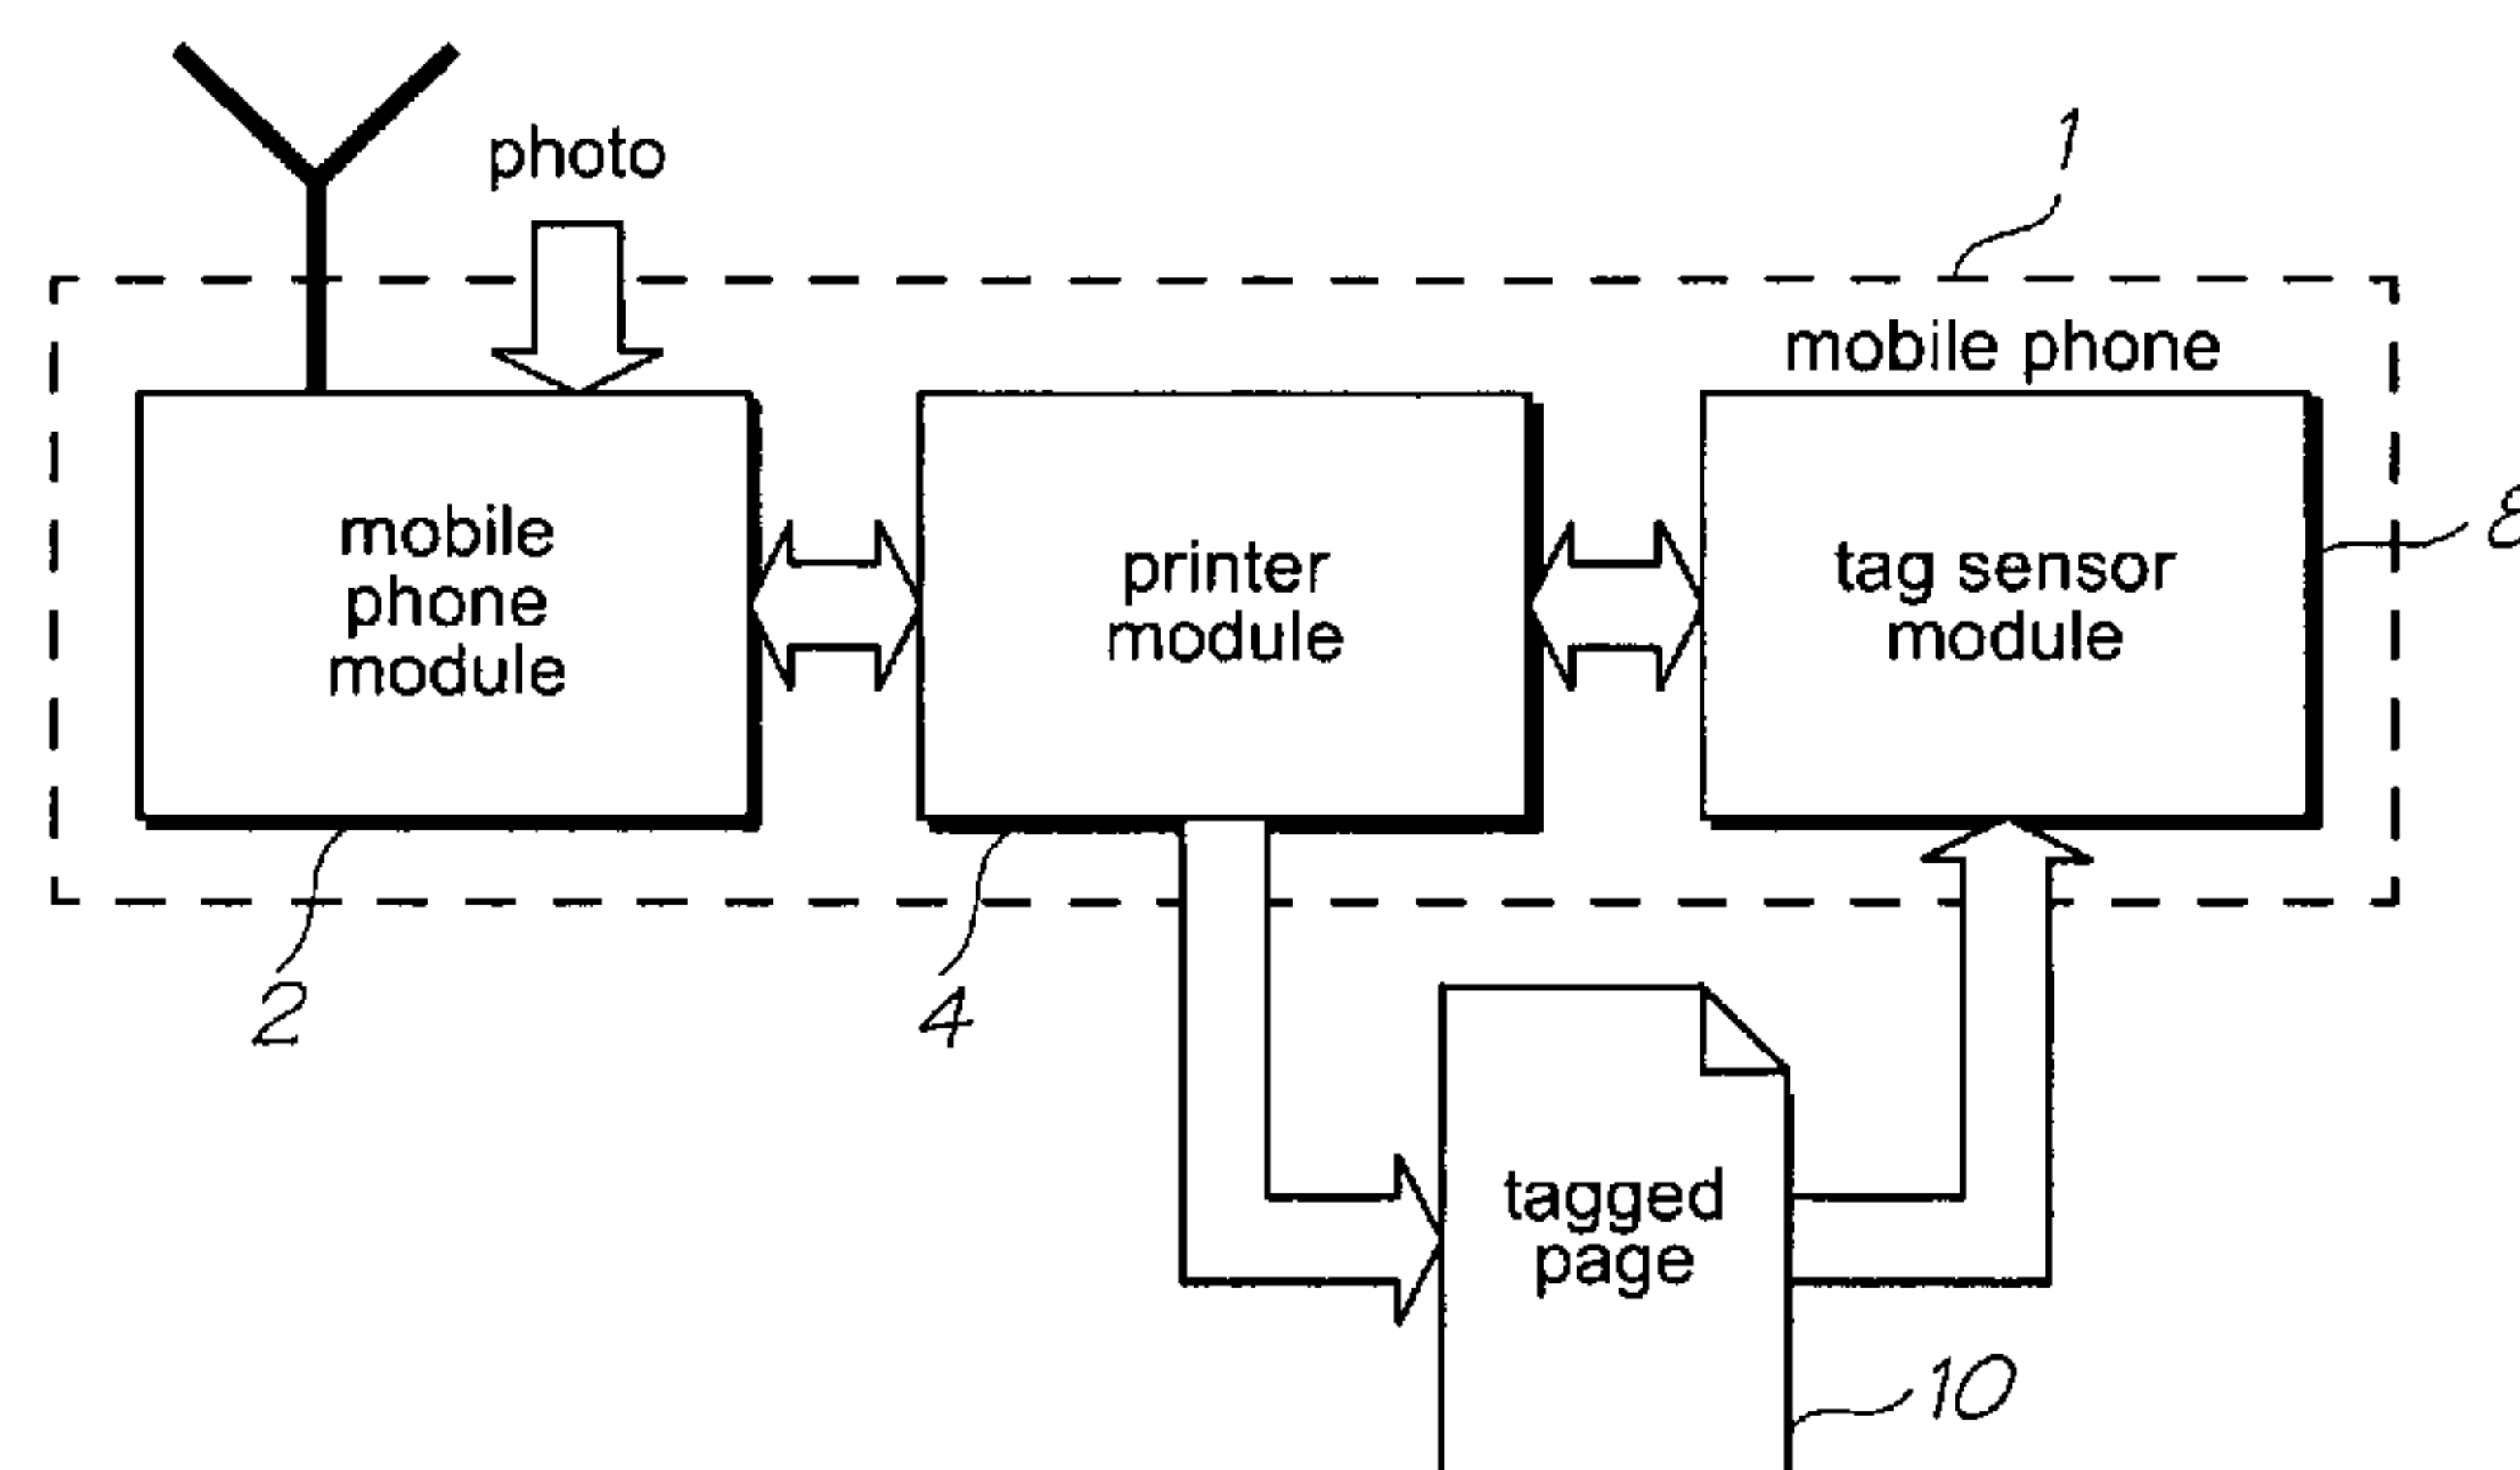 photo
1
mobile phone
mobile
phone
module
printer
module
tag sensor
module
8
2
4
tagged
page
10